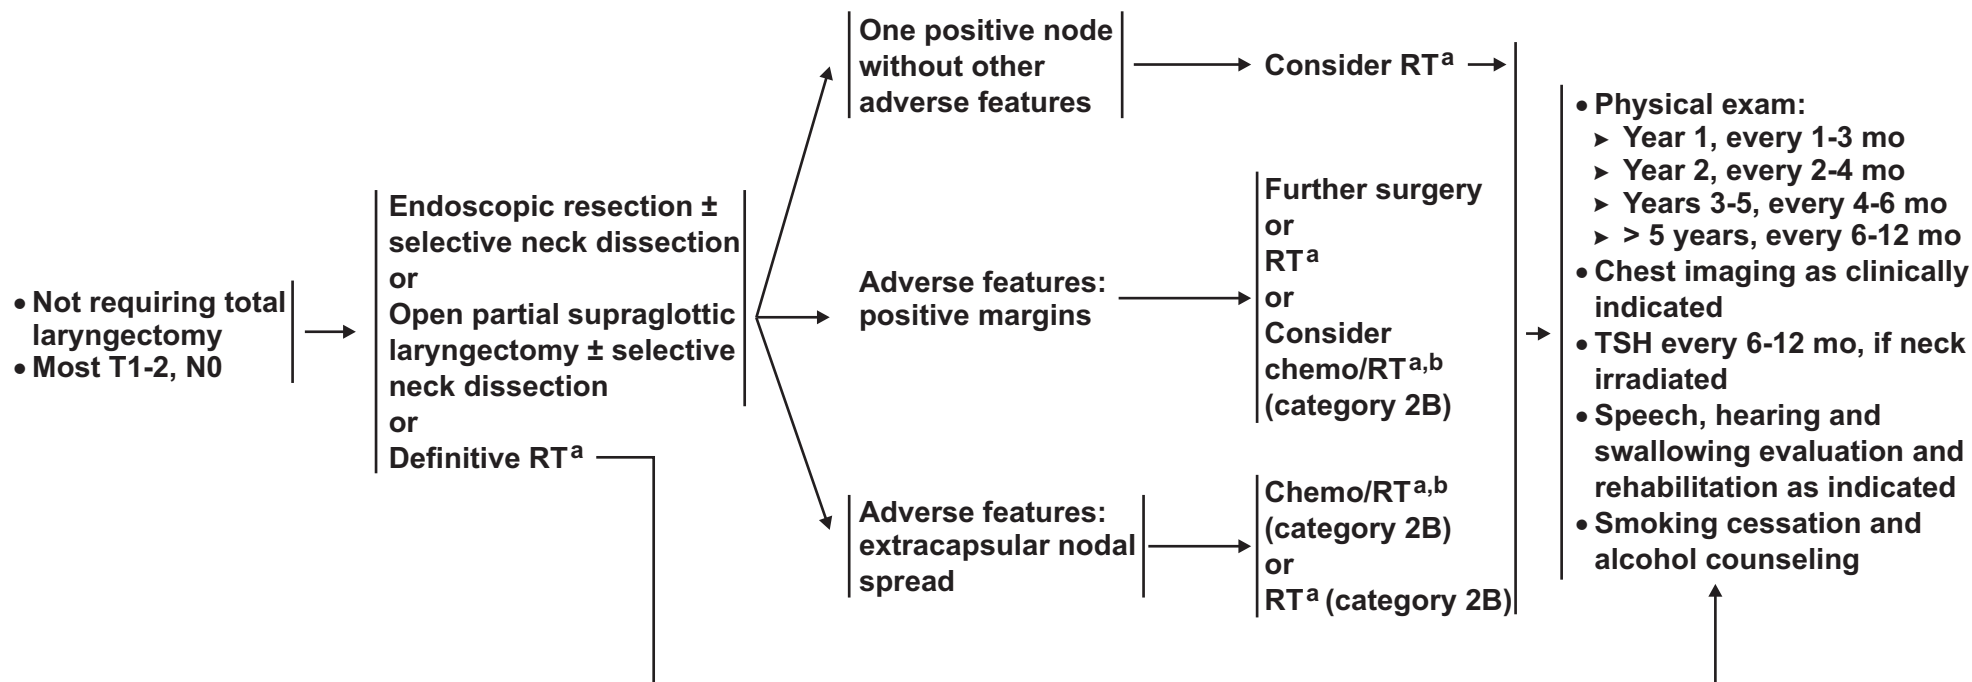 • Not requiring total
laryngectomy
• Most T1-2, N0
Endoscopic resection ±
selective neck dissection
or
Open partial supraglottic
laryngectomy ± selective
neck dissection
or
Definitive RTa
One positive node
without other
adverse features
Consider RTa
Adverse features:
positive margins
Further surgery
or
RTa
or
Consider
chemo/RTa,b
(category 2B)
Adverse features:
extracapsular nodal
spread
Chemo/RTa,b
(category 2B)
or
RTa (category 2B)
• Physical exam:
➤ Year 1, every 1-3 mo
➤ Year 2, every 2-4 mo
➤ Years 3-5, every 4-6 mo
➤ > 5 years, every 6-12 mo
• Chest imaging as clinically
indicated
• TSH every 6-12 mo, if neck
irradiated
• Speech, hearing and
swallowing evaluation and
rehabilitation as indicated
• Smoking cessation and
alcohol counseling